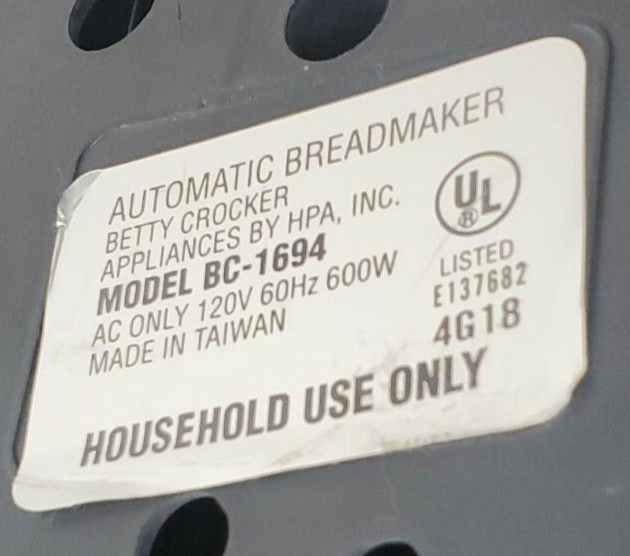 AUTOMATIC BREADMAKER
BETTY CROCKER
APPLIANCES BY HPA, INC.
MODEL BC-1694
AC ONLY 120V 60Hz 600W
MADE IN TAIWAN
UL
®
LISTED
E137682
4G18
HOUSEHOLD USE ONLY